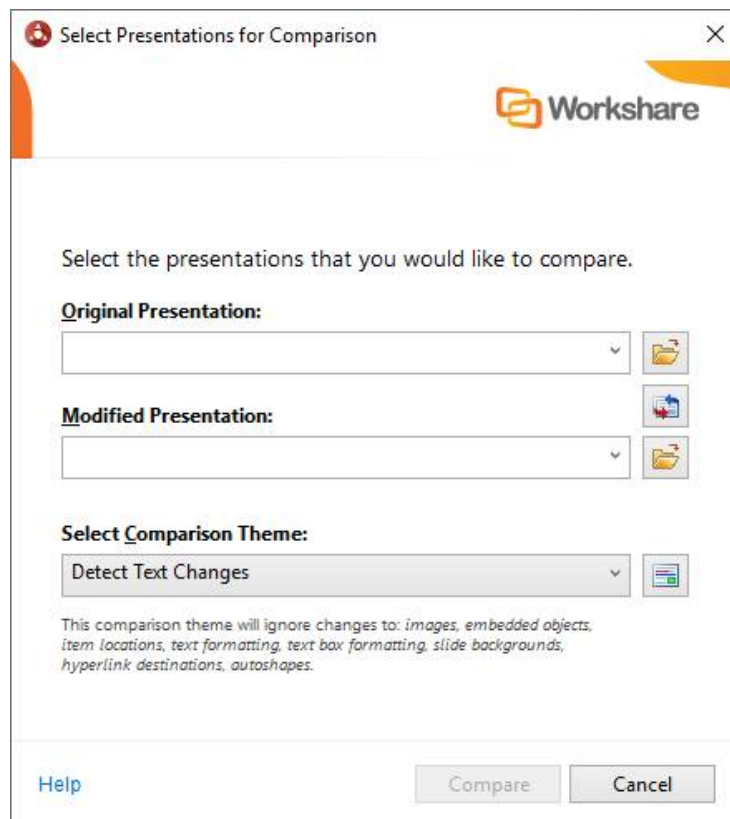 Select Presentations for Comparison
Workshare
Select the presentations that you would like to compare.
Original Presentation:
Modified Presentation:
Select Comparison Theme:
Detect Text Changes
This comparison theme will ignore changes to: images, embedded objects,
item locations, text formatting, text box formatting, slide backgrounds,
hyperlink destinations, autoshapes.
Help
Compare
Cancel